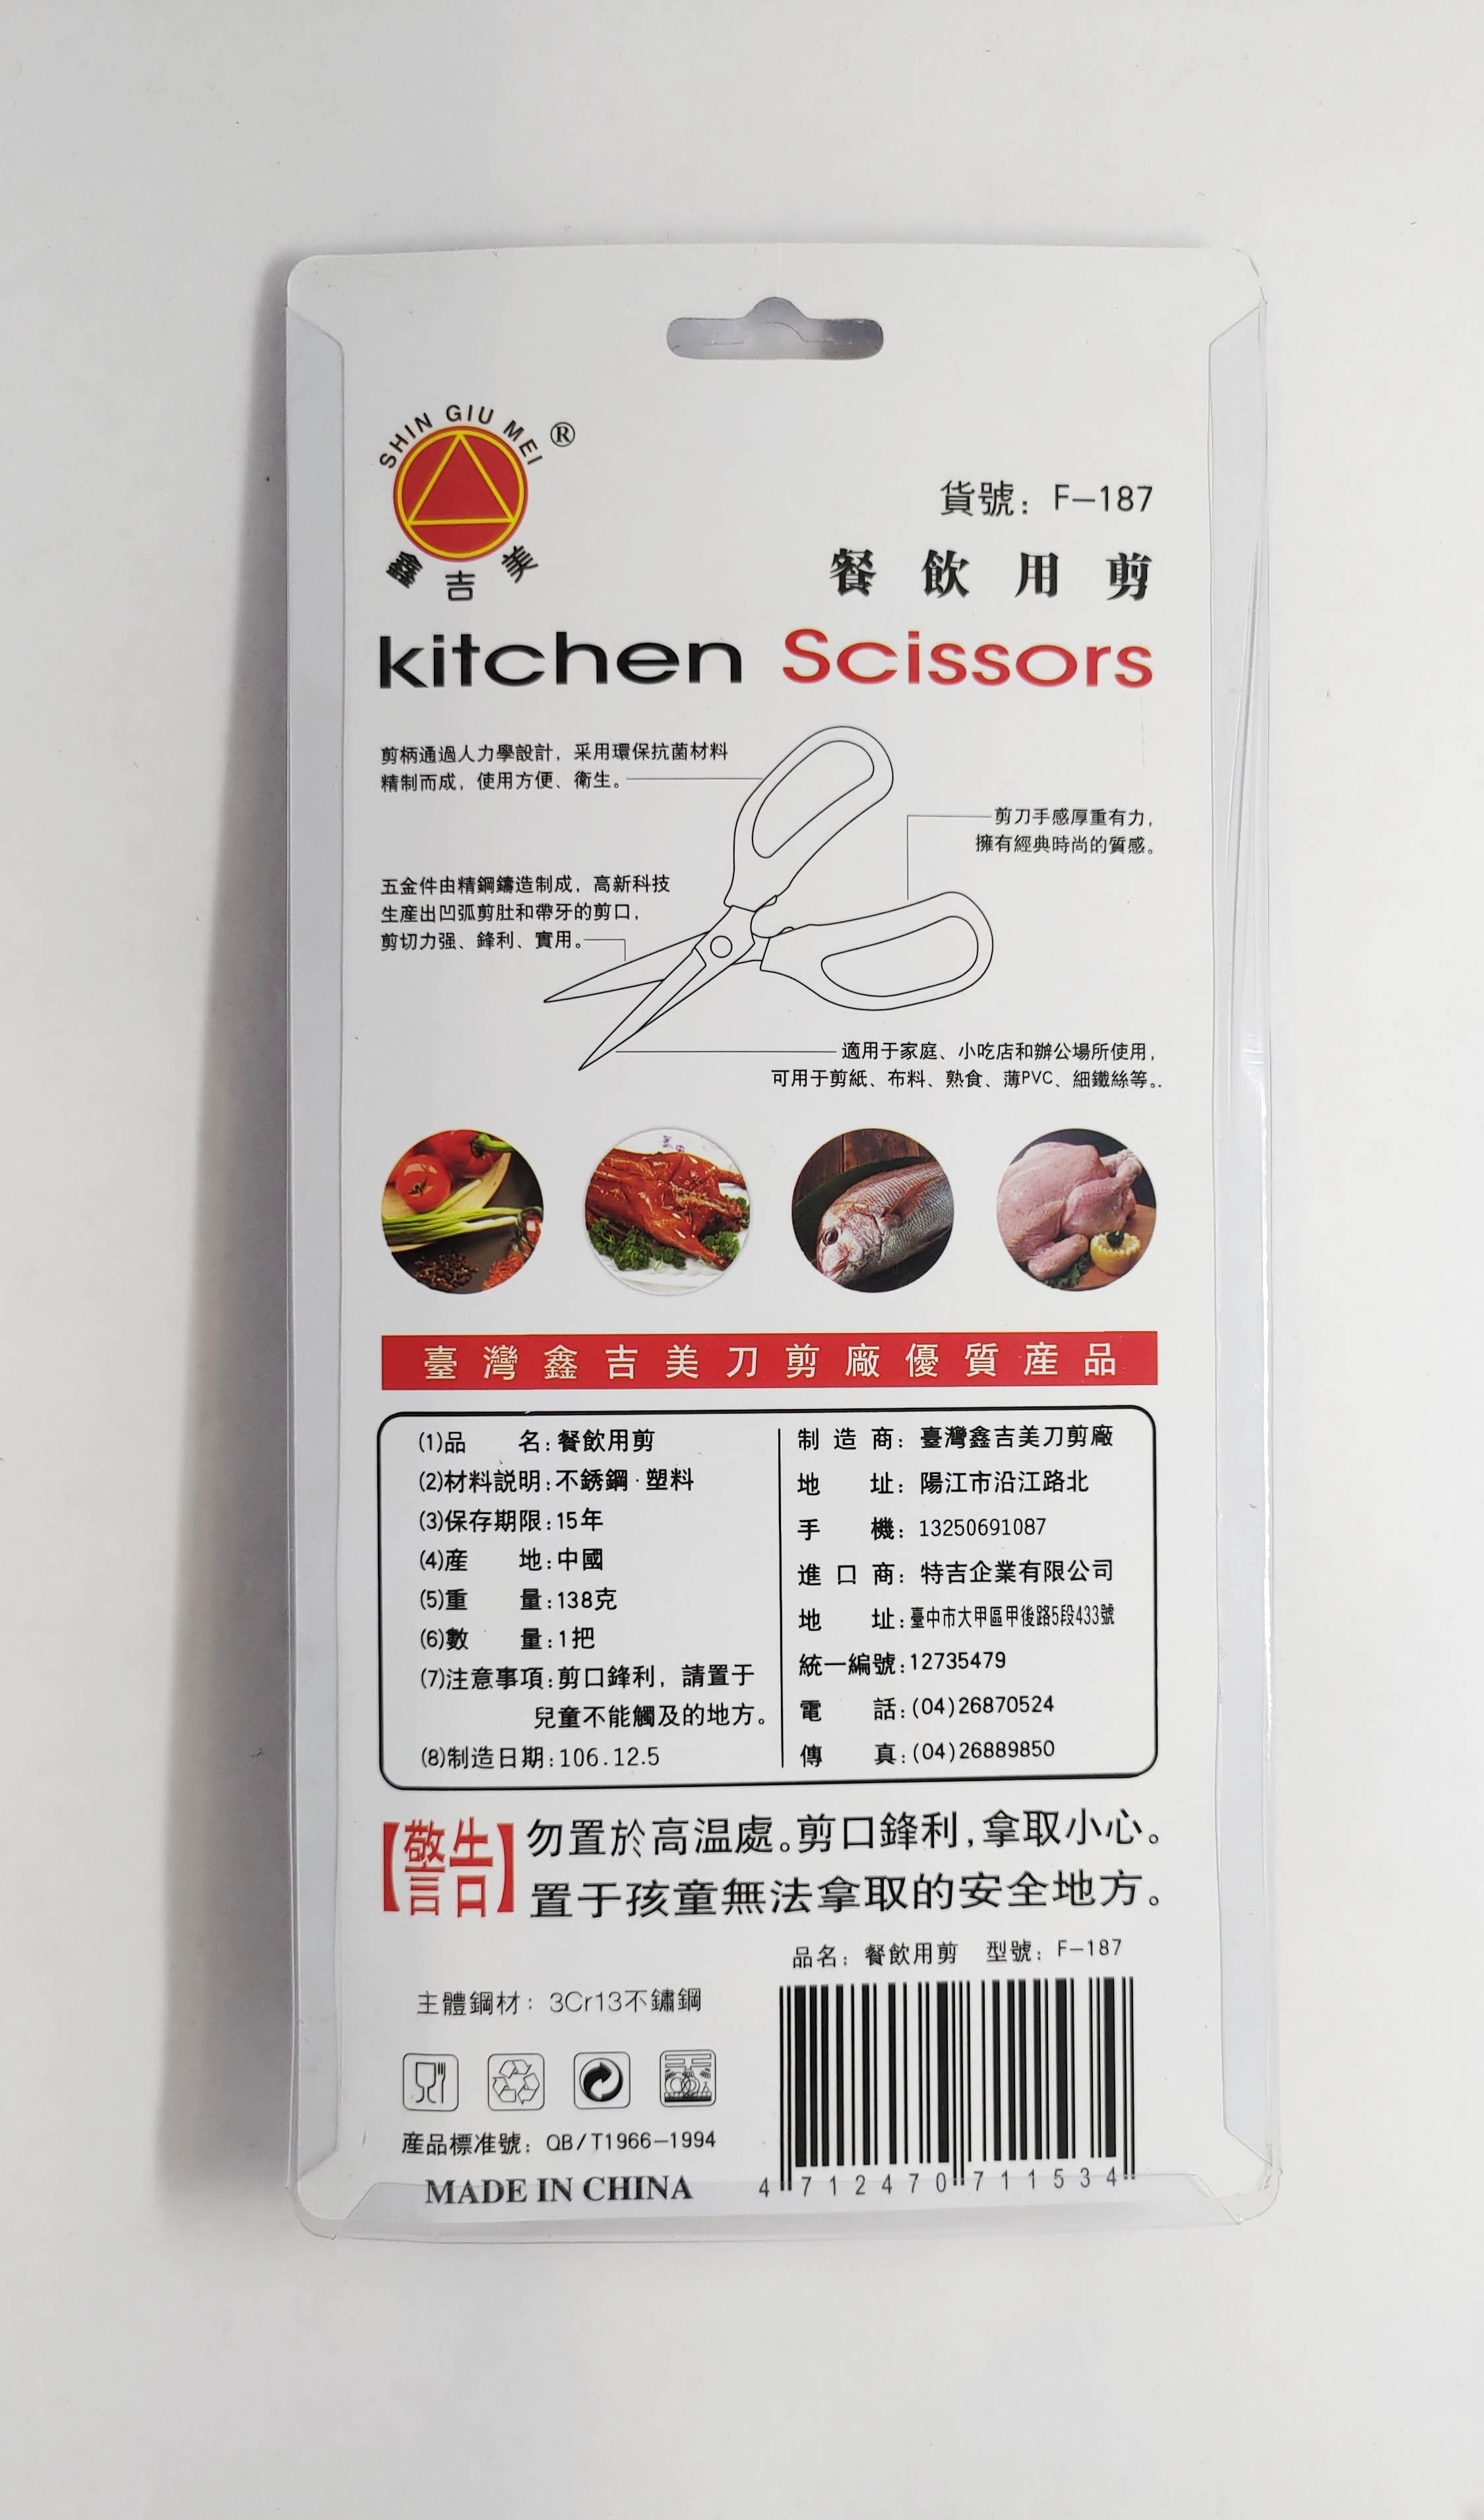 SHIN GIU MEI ®
鑫吉美
貨號：F-187
餐飲用剪
kitchen Scissors
剪柄通過人力學設計，采用環保抗菌材料
精制而成，使用方便、衛生。
剪刀手感厚重有力，
擁有經典時尚的質感。
五金件由精鋼鑄造制成，高新科技
生産出凹弧剪肚和帶牙的剪口，
剪切力强、鋒利、實用。
適用于家庭、小吃店和辦公場所使用，
可用于剪紙、布料、熟食、薄PVC、細鐵絲等。.
臺灣鑫吉美刀剪廠優質産品
⑴品名：餐飲用剪
⑵材料説明：不銹鋼·塑料
⑶保存期限：15年
⑷産地：中國
⑸重量：138克
⑹數量：1把
⑺注意事項：剪口鋒利，請置于
兒童不能觸及的地方。
⑻制造日期：106.12.5
制造商：臺灣鑫吉美刀剪廠
地址：陽江市沿江路北
手機：13250691087
進口商：特吉企業有限公司
地址：臺中市大甲區甲後路5段433號
統一編號：12735479
電話：(04)26870524
傳真：(04)26889850
【警告】勿置於高温處。剪口鋒利，拿取小心。
置于孩童無法拿取的安全地方。
品名：餐飲用剪 型號：F-187
主體鋼材：3Cr13不鏽鋼
産品標准號：QB/T1966-1994
MADE IN CHINA
4 712470 711534